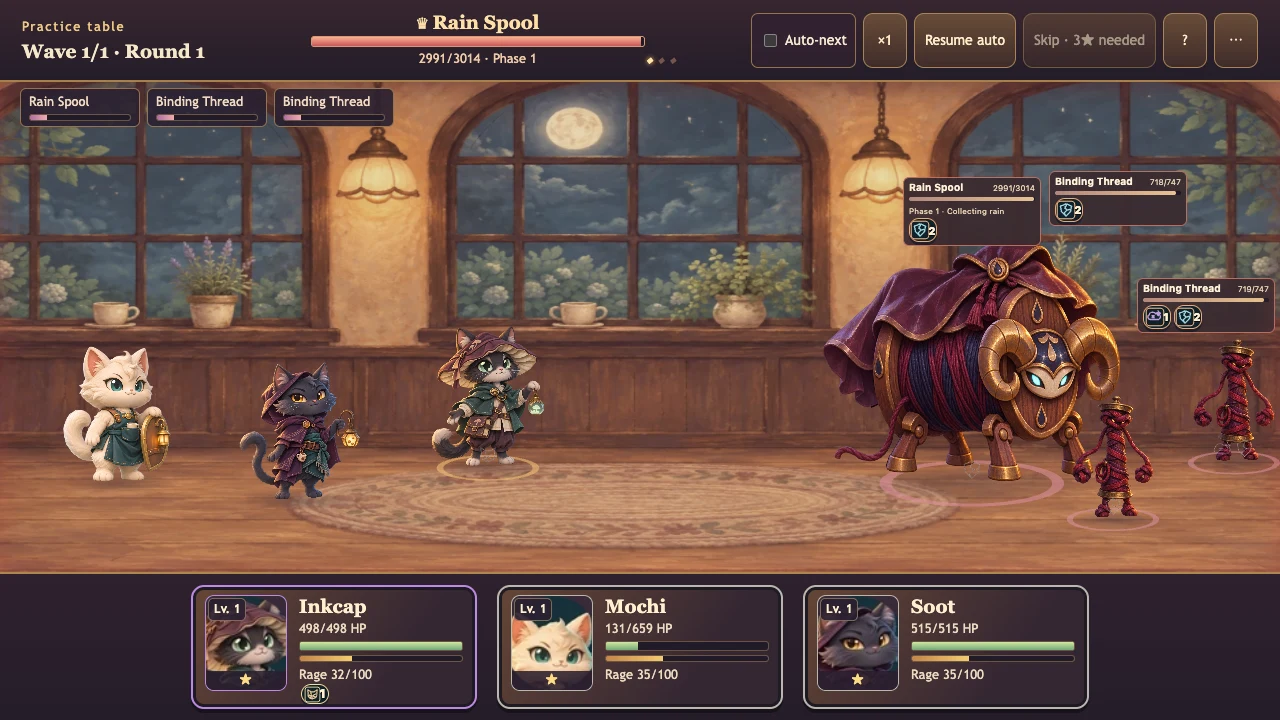 Practice table
Wave 1/1 · Round 1
♛ Rain Spool
2991/3014 · Phase 1
Auto-next
×1
Resume auto
Skip · 3★ needed
?
···
Rain Spool
Binding Thread
Binding Thread
Rain Spool 2991/3014
Phase 1 · Collecting rain
2
Binding Thread 718/747
2
Binding Thread 719/747
1 2
Lv. 1
Inkcap
498/498 HP
Rage 32/100
1
Lv. 1
Mochi
131/659 HP
Rage 35/100
Lv. 1
Soot
515/515 HP
Rage 35/100